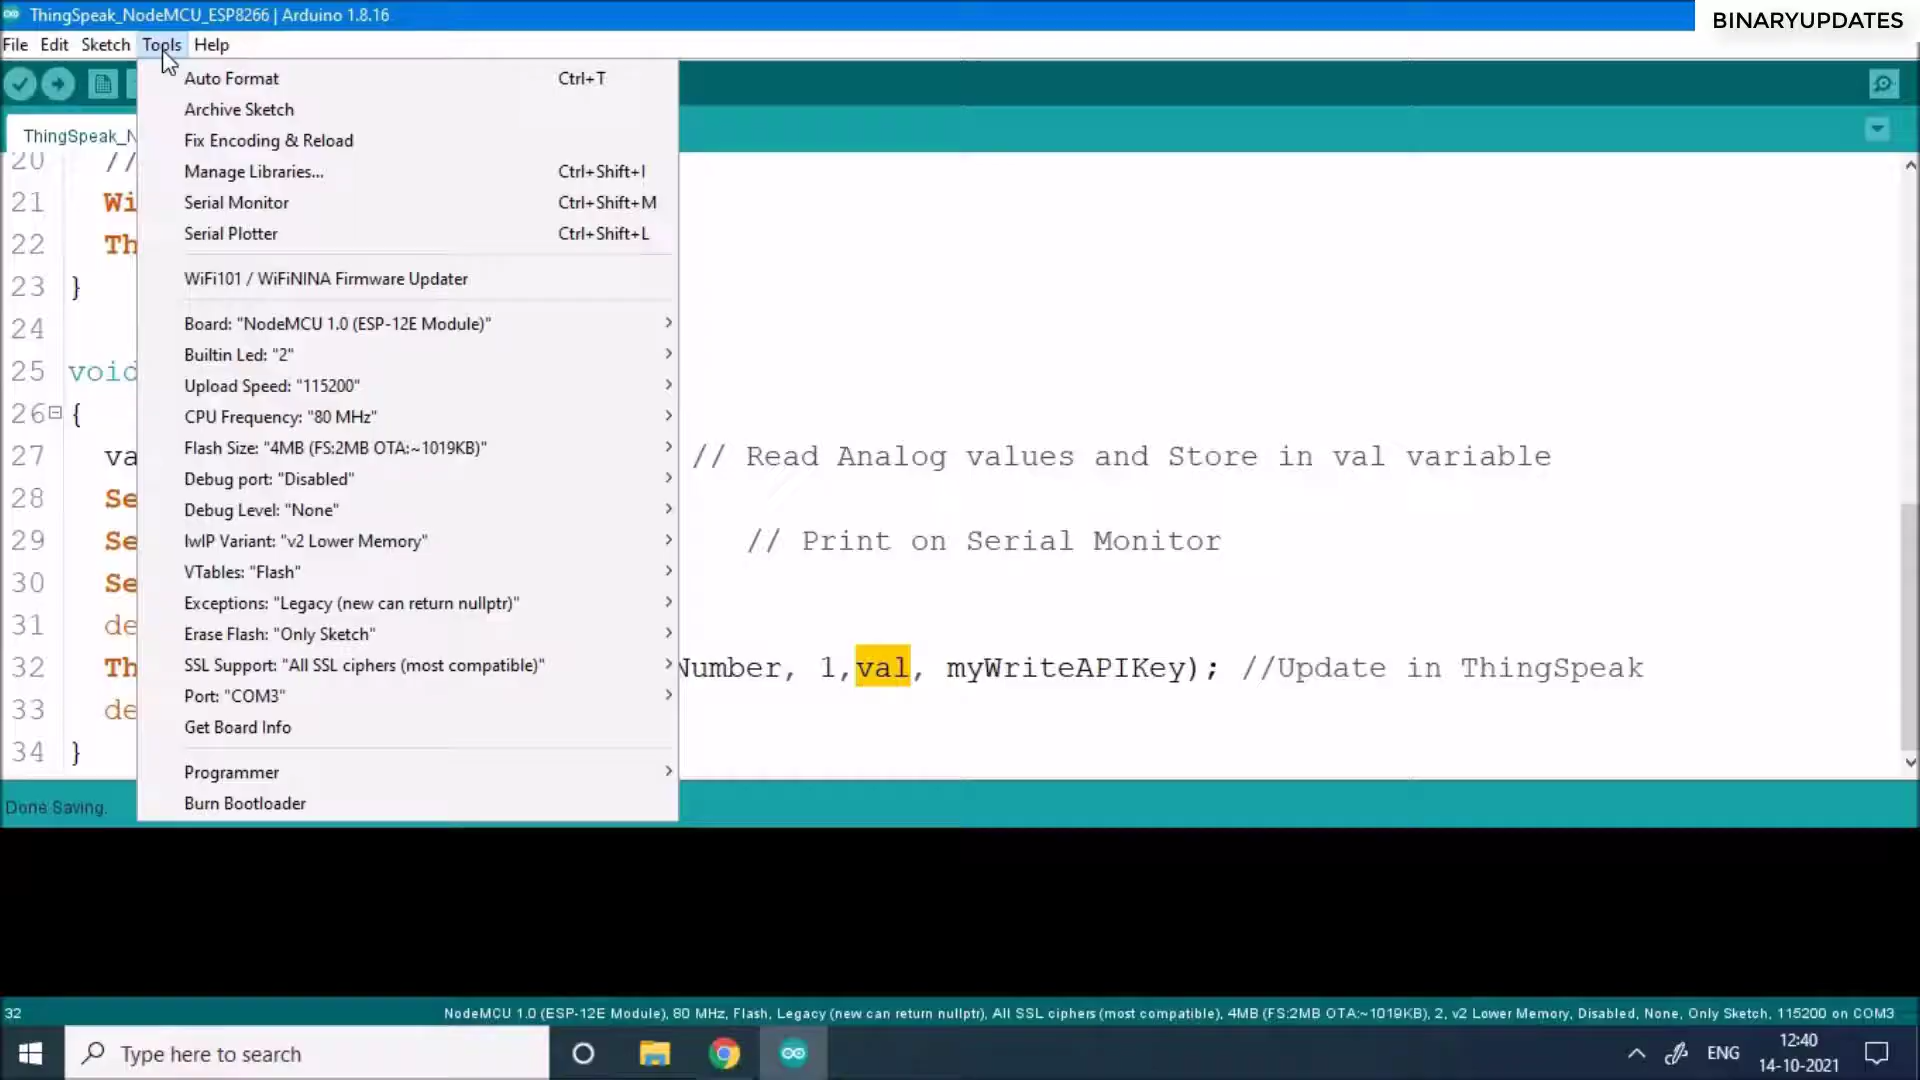 ThingSpeak_NodeMCU_ESP8266 | Arduino 1.8.16
BINARYUPDATES
File Edit Sketch Tools Help
Auto Format Ctrl+T
Archive Sketch
Fix Encoding & Reload
Manage Libraries... Ctrl+Shift+I
Serial Monitor Ctrl+Shift+M
Serial Plotter Ctrl+Shift+L
WiFi101 / WiFiNINA Firmware Updater
Board: "NodeMCU 1.0 (ESP-12E Module)"
Builtin Led: "2"
Upload Speed: "115200"
CPU Frequency: "80 MHz"
Flash Size: "4MB (FS:2MB OTA:~1019KB)"
Debug port: "Disabled"
Debug Level: "None"
lwIP Variant: "v2 Lower Memory"
VTables: "Flash"
Exceptions: "Legacy (new can return nullptr)"
Erase Flash: "Only Sketch"
SSL Support: "All SSL ciphers (most compatible)"
Port: "COM3"
Get Board Info
Programmer
Burn Bootloader
ThingSpeak_N
20 //
21 Wi
22 Th
23 }
24
25 void
26 {
27 va // Read Analog values and Store in val variable
28 Se
29 Se // Print on Serial Monitor
30 Se
31 de
32 Th Number, 1,val, myWriteAPIKey); //Update in ThingSpeak
33 de
34 }
Done Saving.
32 NodeMCU 1.0 (ESP-12E Module), 80 MHz, Flash, Legacy (new can return nullptr), All SSL ciphers (most compatible), 4MB (FS:2MB OTA:~1019KB), 2, v2 Lower Memory, Disabled, None, Only Sketch, 115200 on COM3
Type here to search
ENG
12:40
14-10-2021